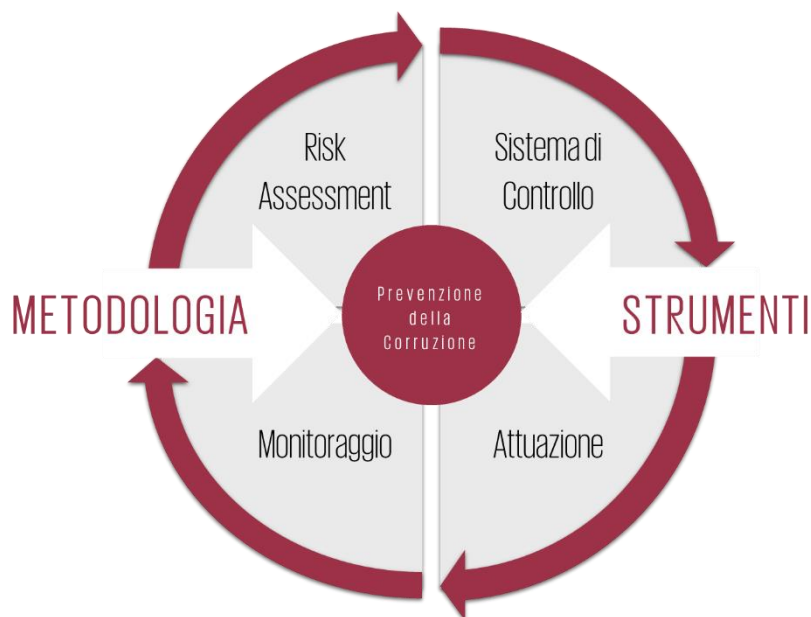 Risk
Assessment
Sistema di
Controllo
METODOLOGIA
Prevenzione
della
Corruzione
STRUMENTI
Monitoraggio
Attuazione